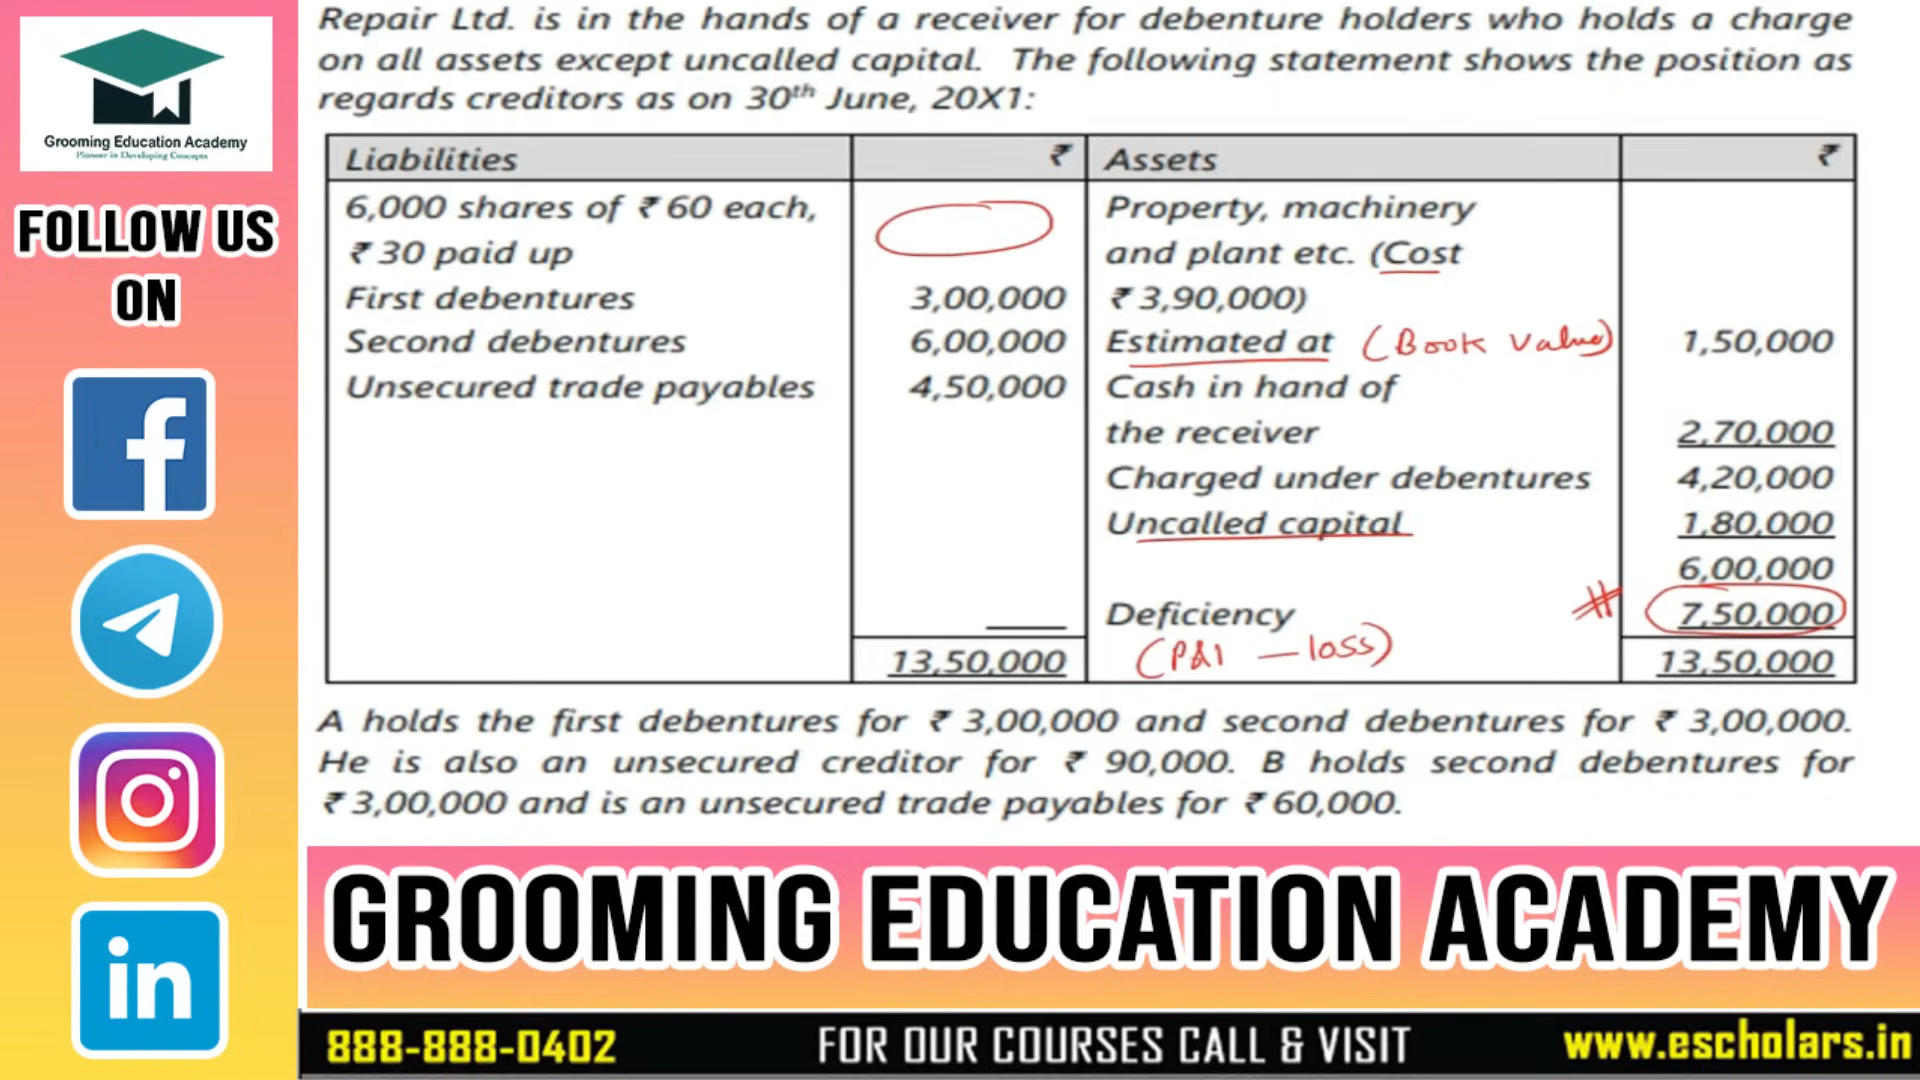 Grooming Education Academy
Pioneer in Developing Concepts
FOLLOW US
ON
Repair Ltd. is in the hands of a receiver for debenture holders who holds a charge
on all assets except uncalled capital. The following statement shows the position as
regards creditors as on 30th June, 20X1:
Liabilities ₹ Assets ₹
6,000 shares of ₹ 60 each, Property, machinery
₹ 30 paid up and plant etc. (Cost
First debentures 3,00,000 ₹ 3,90,000)
Second debentures 6,00,000 Estimated at (Book Value) 1,50,000
Unsecured trade payables 4,50,000 Cash in hand of
the receiver 2,70,000
Charged under debentures 4,20,000
Uncalled capital 1,80,000
6,00,000
Deficiency # 7,50,000
(P&l — loss)
13,50,000 13,50,000
A holds the first debentures for ₹ 3,00,000 and second debentures for ₹ 3,00,000.
He is also an unsecured creditor for ₹ 90,000. B holds second debentures for
₹ 3,00,000 and is an unsecured trade payables for ₹ 60,000.
in
GROOMING EDUCATION ACADEMY
888-888-0402 FOR OUR COURSES CALL & VISIT www.escholars.in